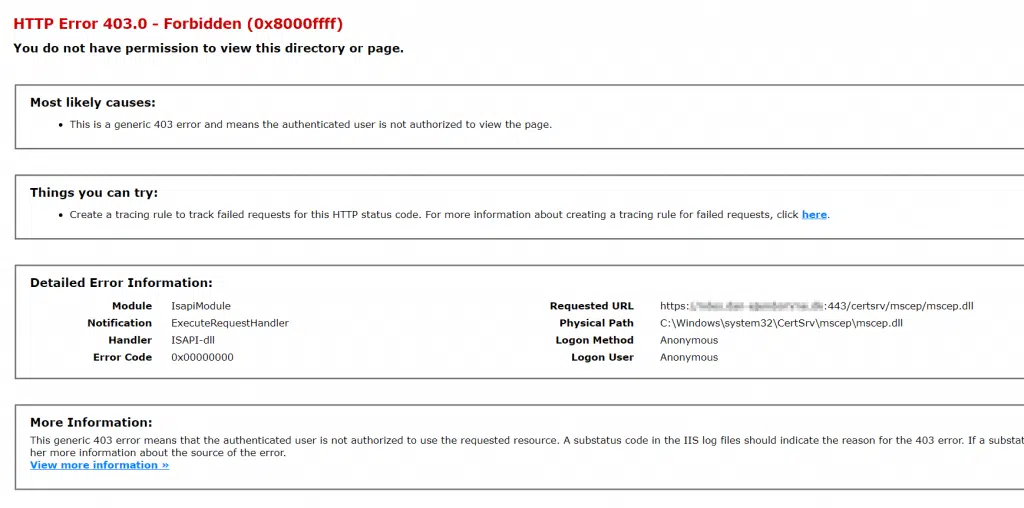 HTTP Error 403.0 - Forbidden (0x8000ffff)
You do not have permission to view this directory or page.
Most likely causes:
• This is a generic 403 error and means the authenticated user is not authorized to view the page.
Things you can try:
• Create a tracing rule to track failed requests for this HTTP status code. For more information about creating a tracing rule for failed requests, click here.
Detailed Error Information:
Module IsapiModule
Notification ExecuteRequestHandler
Handler ISAPI-dll
Error Code 0x00000000
Requested URL https: :443/certsrv/mscep/mscep.dll
Physical Path C:\Windows\system32\CertSrv\mscep\mscep.dll
Logon Method Anonymous
Logon User Anonymous
More Information:
This generic 403 error means that the authenticated user is not authorized to use the requested resource. A substatus code in the IIS log files should indicate the reason for the 403 error. If a substat
her more information about the source of the error.
View more information »